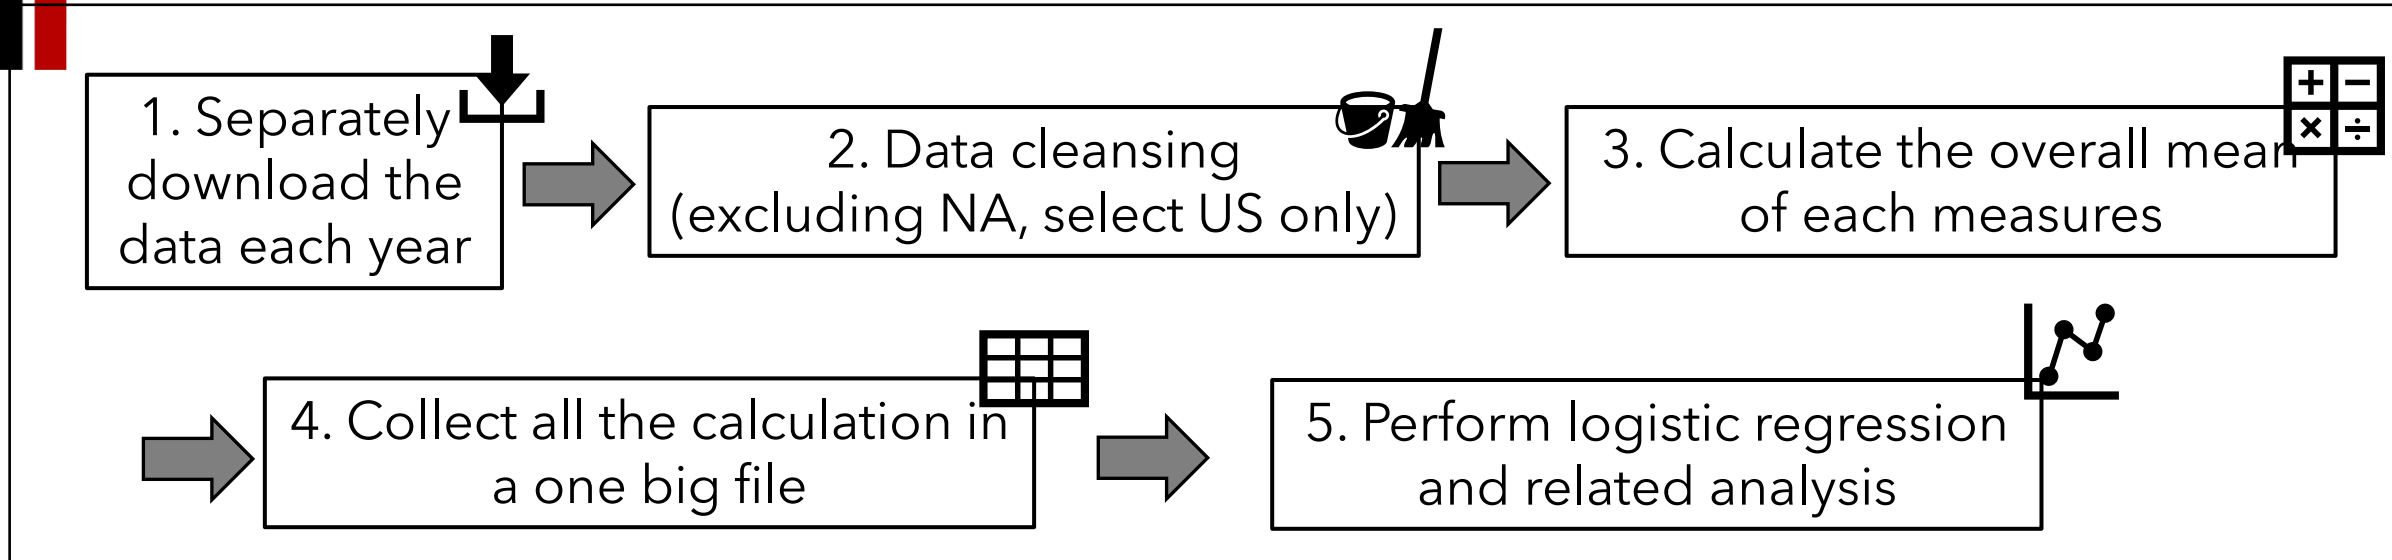 1. Separately
download the
data each year
2. Data cleansing
(excluding NA, select US only)
3. Calculate the overall mean
of each measures
4. Collect all the calculation in
a one big file
5. Perform logistic regression
and related analysis